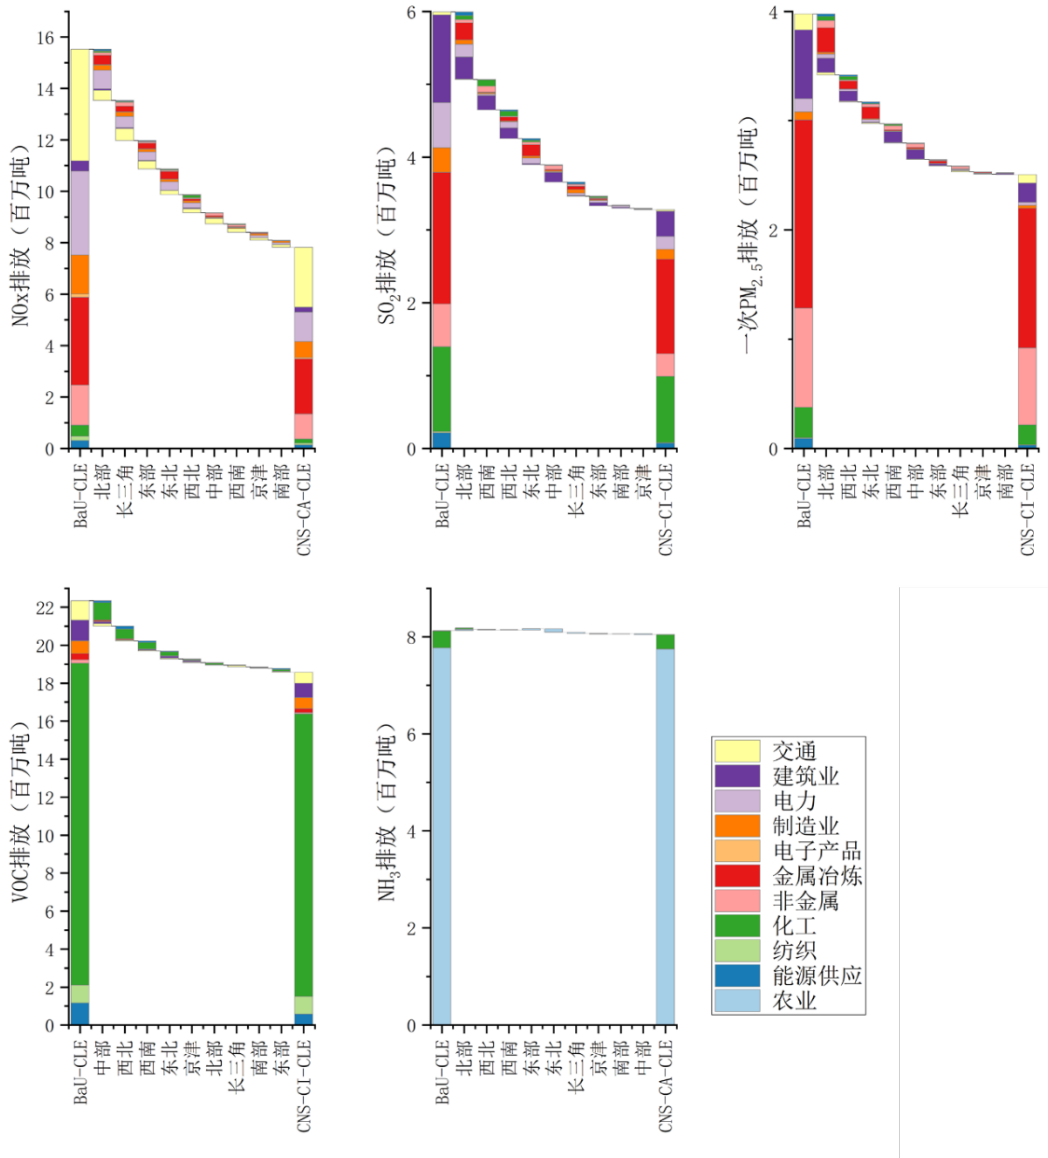 NOx排放（百万吨）
16
14
12
10
8
6
4
2
0
BaU-CLE
北部
长三角
东部
东北
西北
中部
西南
京津
南部
CNS-CA-CLE
SO2排放（百万吨）
6
4
2
0
BaU-CLE
北部
西南
西北
东北
中部
长三角
东部
南部
京津
CNS-CI-CLE
一次PM2.5排放（百万吨）
4
2
0
BaU-CLE
北部
西北
东北
西南
中部
东部
长三角
京津
南部
CNS-CI-CLE
VOC排放（百万吨）
22
20
18
16
14
12
10
8
6
4
2
0
BaU-CLE
中部
西北
西南
东北
京津
北部
长三角
南部
东部
CNS-CI-CLE
NH3排放（百万吨）
8
6
4
2
0
BaU-CLE
北部
西北
西南
东部
东北
长三角
京津
南部
中部
CNS-CA-CLE
交通
建筑业
电力
制造业
电子产品
金属冶炼
非金属
化工
纺织
能源供应
农业